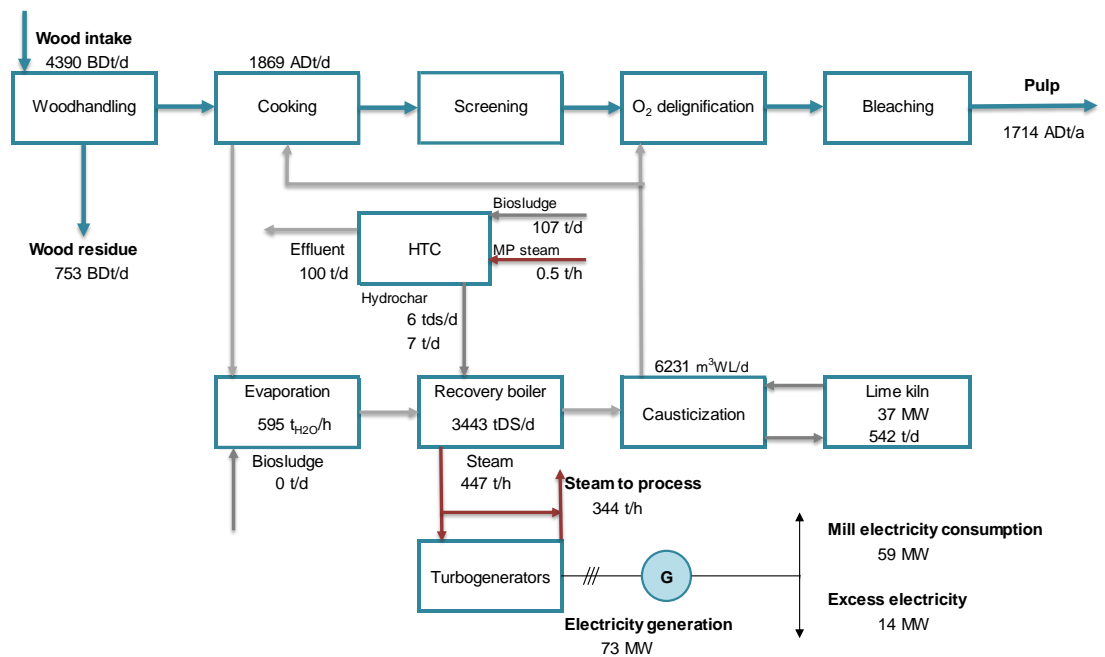 Wood intake
4390 BDt/d
Woodhandling
1869 ADt/d
Cooking
Screening
O₂ delignification
Bleaching
Pulp
1714 ADt/a
Wood residue
753 BDt/d
Biosludge
107 t/d
HTC
MP steam
0.5 t/h
Effluent
100 t/d
Hydrochar
6 tds/d
7 t/d
Evaporation
595 t_H2O/h
Recovery boiler
3443 tDS/d
6231 m³WL/d
Causticization
Lime kiln
37 MW
542 t/d
Biosludge
0 t/d
Steam
447 t/h
Steam to process
344 t/h
Turbogenerators
G
Electricity generation
73 MW
Mill electricity consumption
59 MW
Excess electricity
14 MW